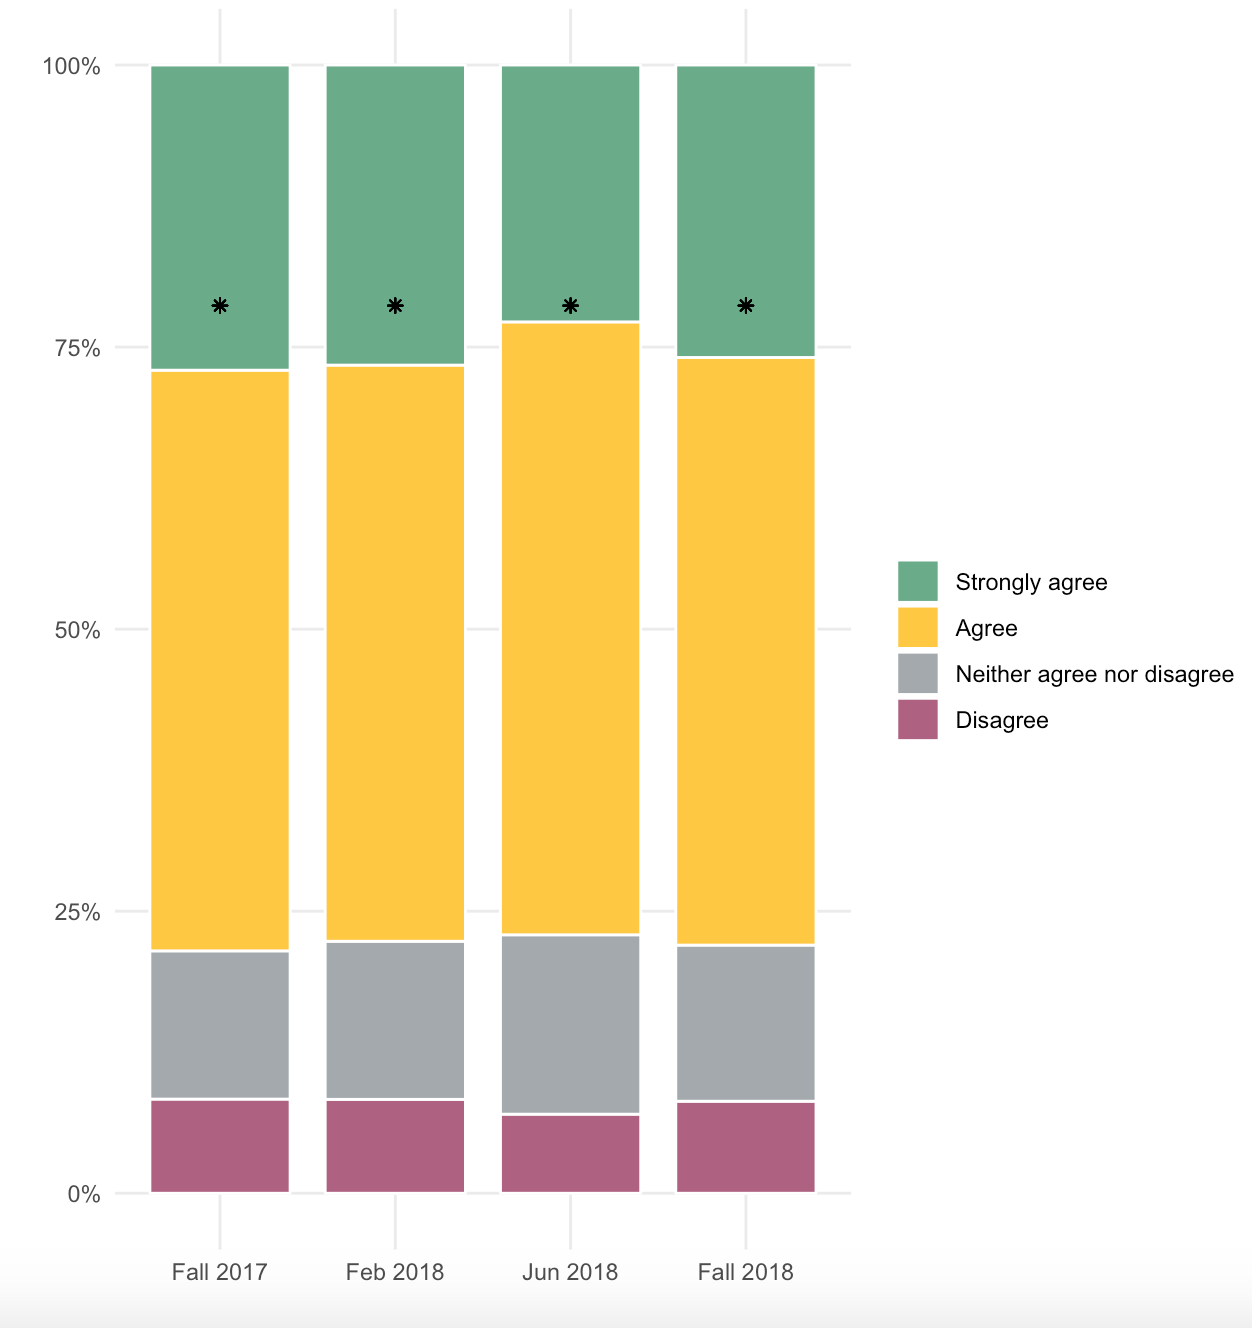 100%
75%
50%
25%
0%
Fall 2017
Feb 2018
Jun 2018
Fall 2018
Strongly agree
Agree
Neither agree nor disagree
Disagree